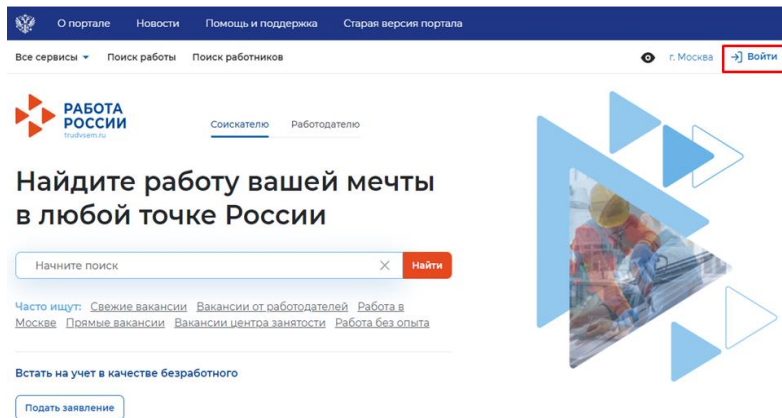 О портале Новости Помощь и поддержка Старая версия портала
Все сервисы Поиск работы Поиск работников г. Москва Войти
РАБОТА
РОССИИ
trudvsem.ru
Соискателю Работодателю
Найдите работу вашей мечты
в любой точке России
Начните поиск Найти
Часто ищут: Свежие вакансии Вакансии от работодателей Работа в
Москве Прямые вакансии Вакансии центра занятости Работа без опыта
Встать на учет в качестве безработного
Подать заявление